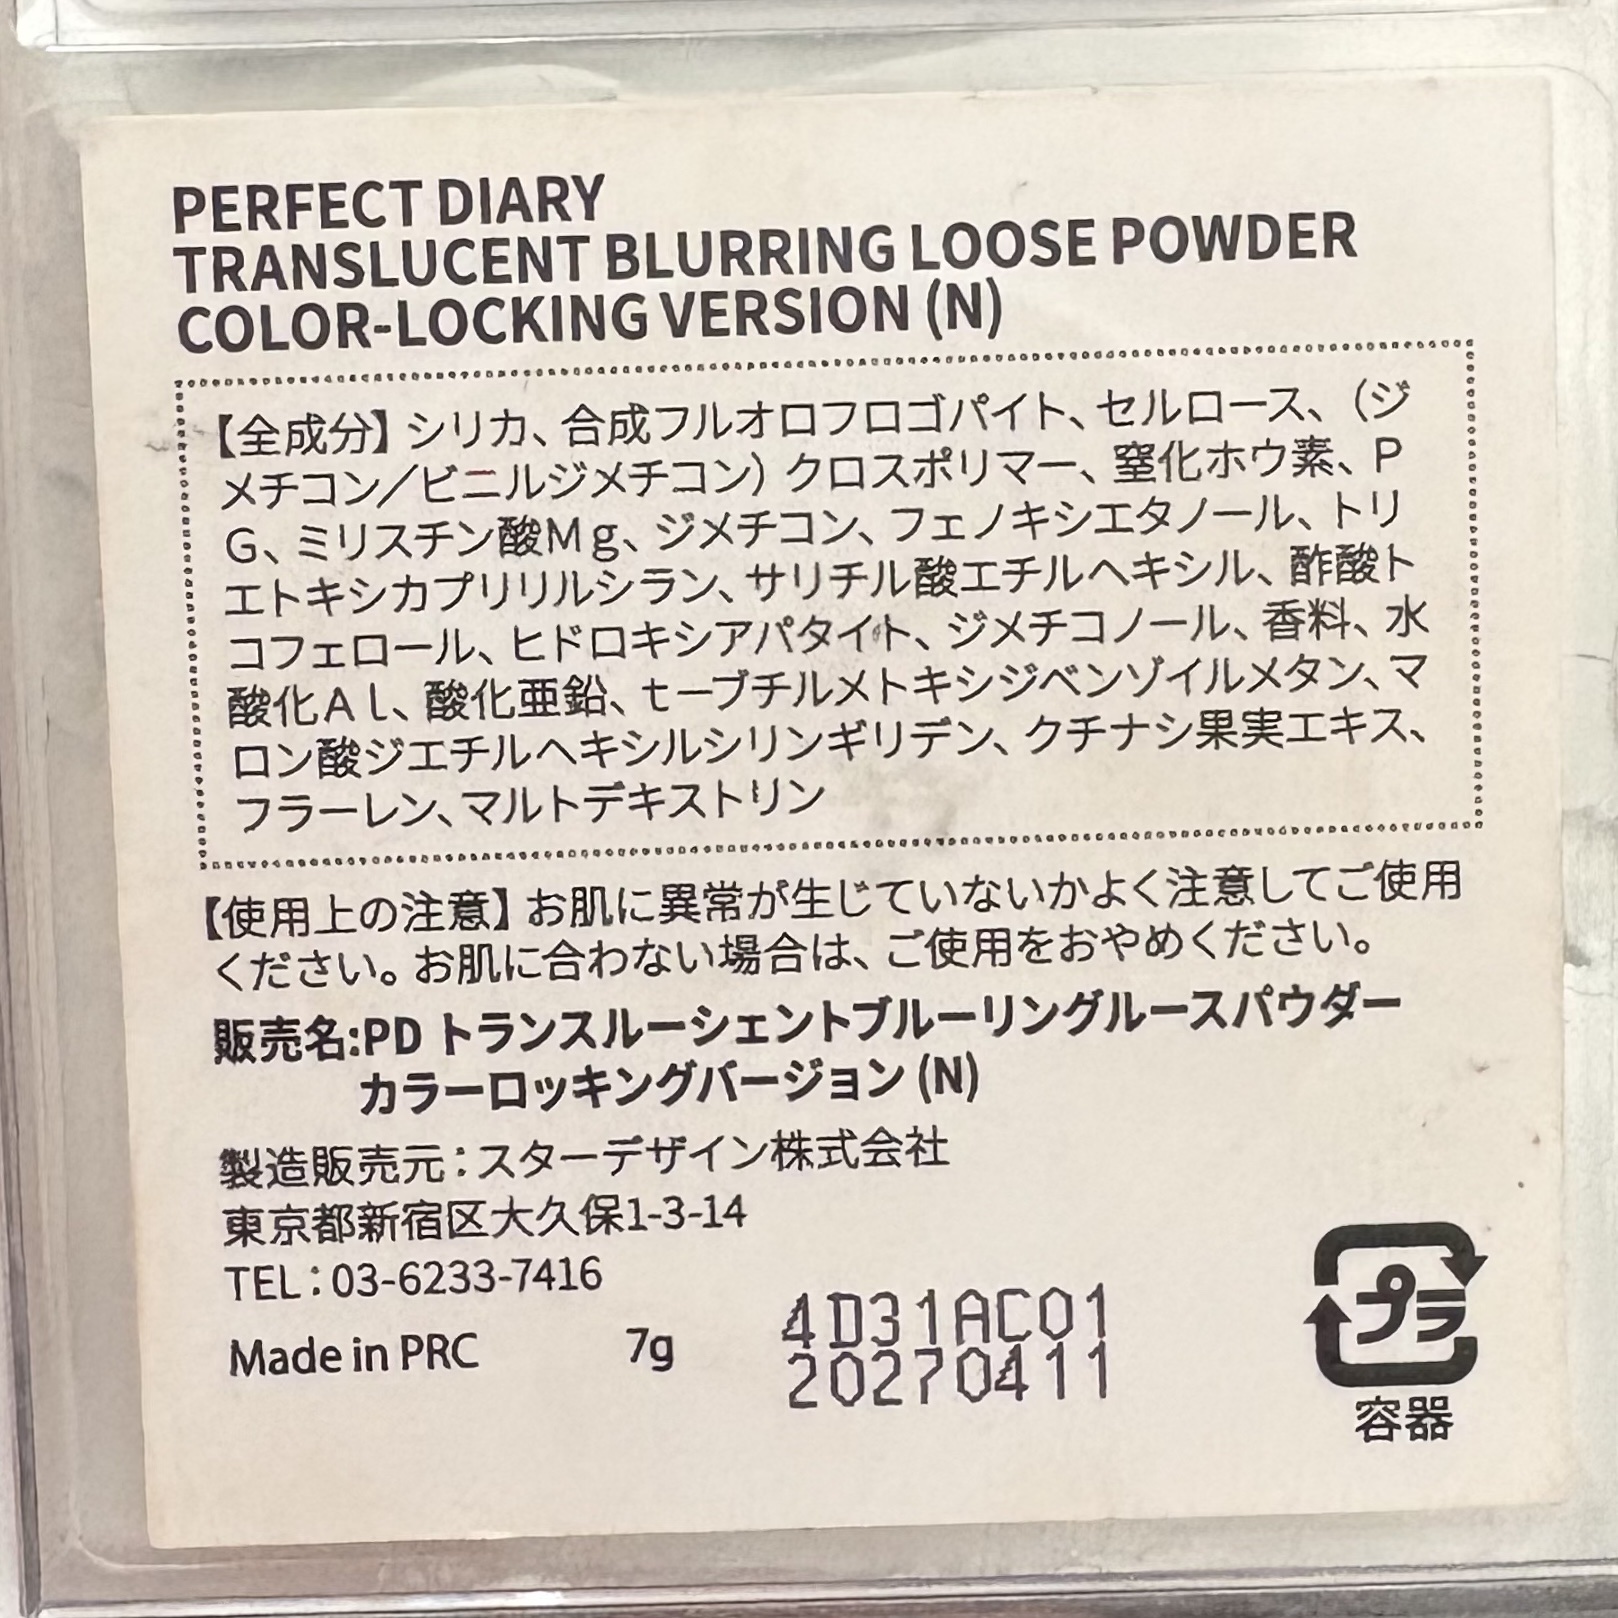 PERFECT DIARY
TRANSLUCENT BLURRING LOOSE POWDER
COLOR-LOCKING VERSION (N)
【全成分】シリカ、合成フルオロフロゴパイト、セルロース、（ジ
メチコン／ビニルジメチコン）クロスポリマー、窒化ホウ素、Ｐ
Ｇ、ミリスチン酸Ｍｇ、ジメチコン、フェノキシエタノール、トリ
エトキシカプリリルシラン、サリチル酸エチルヘキシル、酢酸ト
コフェロール、ヒドロキシアパタイト、ジメチコノール、香料、水
酸化Ａｌ、酸化亜鉛、ｔーブチルメトキシジベンゾイルメタン、マ
ロン酸ジエチルヘキシルシリンギリデン、クチナシ果実エキス、
フラーレン、マルトデキストリン
【使用上の注意】お肌に異常が生じていないかよく注意してご使用
ください。お肌に合わない場合は、ご使用をおやめください。
販売名:PD トランスルーシェントブルーリングルースパウダー
カラーロッキングバージョン (N)
製造販売元：スターデザイン株式会社
東京都新宿区大久保1-3-14
TEL：03-6233-7416
Made in PRC 7g
4D31AC01
20270411
プラ
容器